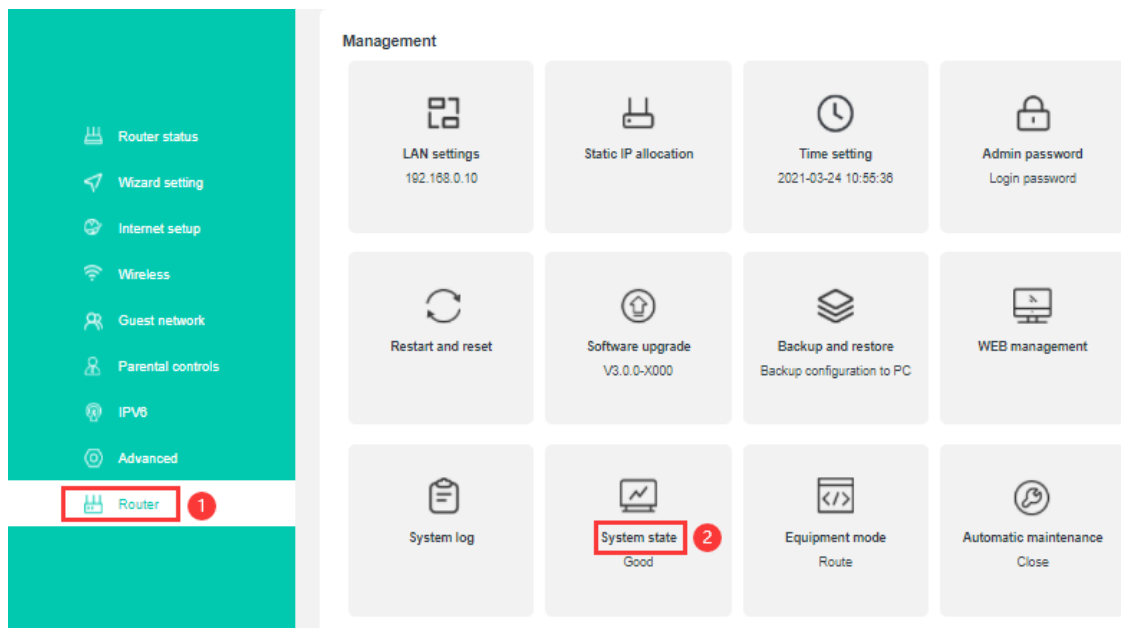 Management
Router status
Wizard setting
Internet setup
Wireless
Guest network
Parental controls
IPV6
Advanced
Router
1
LAN settings
192.168.0.10
Static IP allocation
Time setting
2021-03-24 10:55:36
Admin password
Login password
Restart and reset
Software upgrade
V3.0.0-X000
Backup and restore
Backup configuration to PC
WEB management
System log
System state
2
Good
Equipment mode
Route
Automatic maintenance
Close